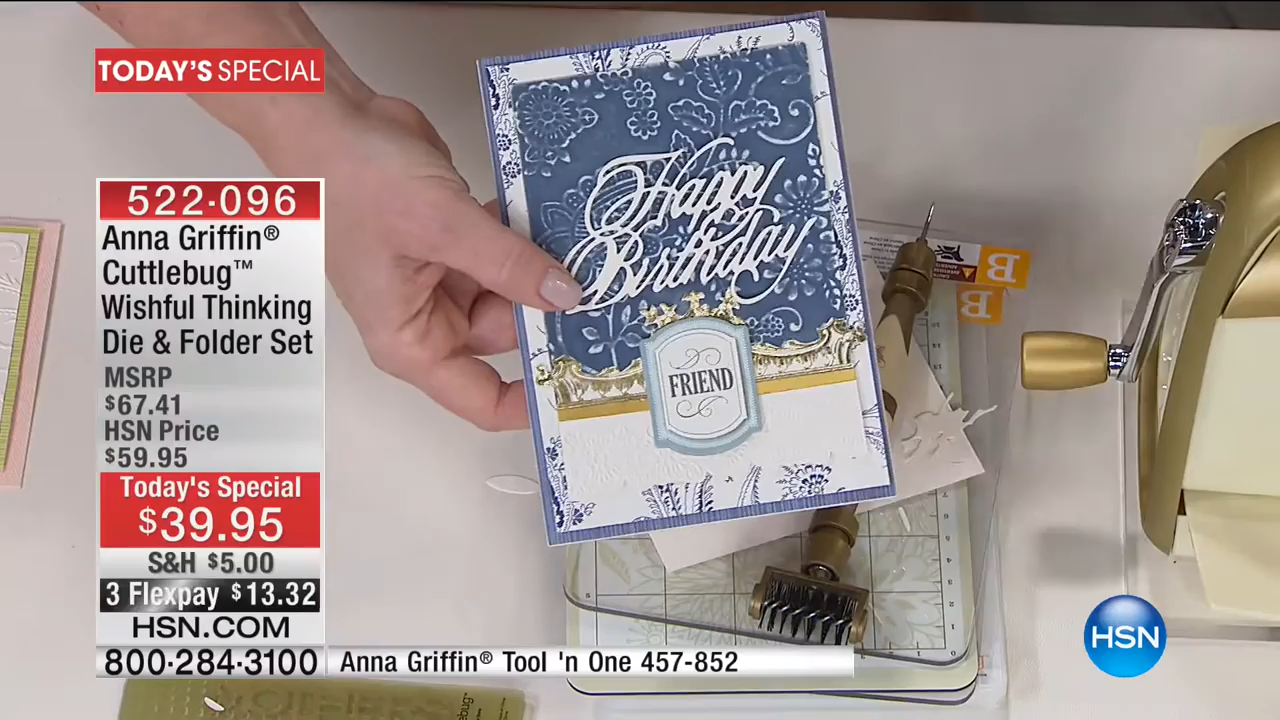 TODAY'S SPECIAL
522·096
Anna Griffin®
Cuttlebug™
Wishful Thinking
Die & Folder Set
MSRP
$67.41
HSN Price
$59.95
Today's Special
$39.95
S&H $5.00
3 Flexpay $13.32
HSN.COM
800·284·3100
Anna Griffin® Tool 'n One 457-852
Happy
Birthday
FRIEND
B
B
HSN